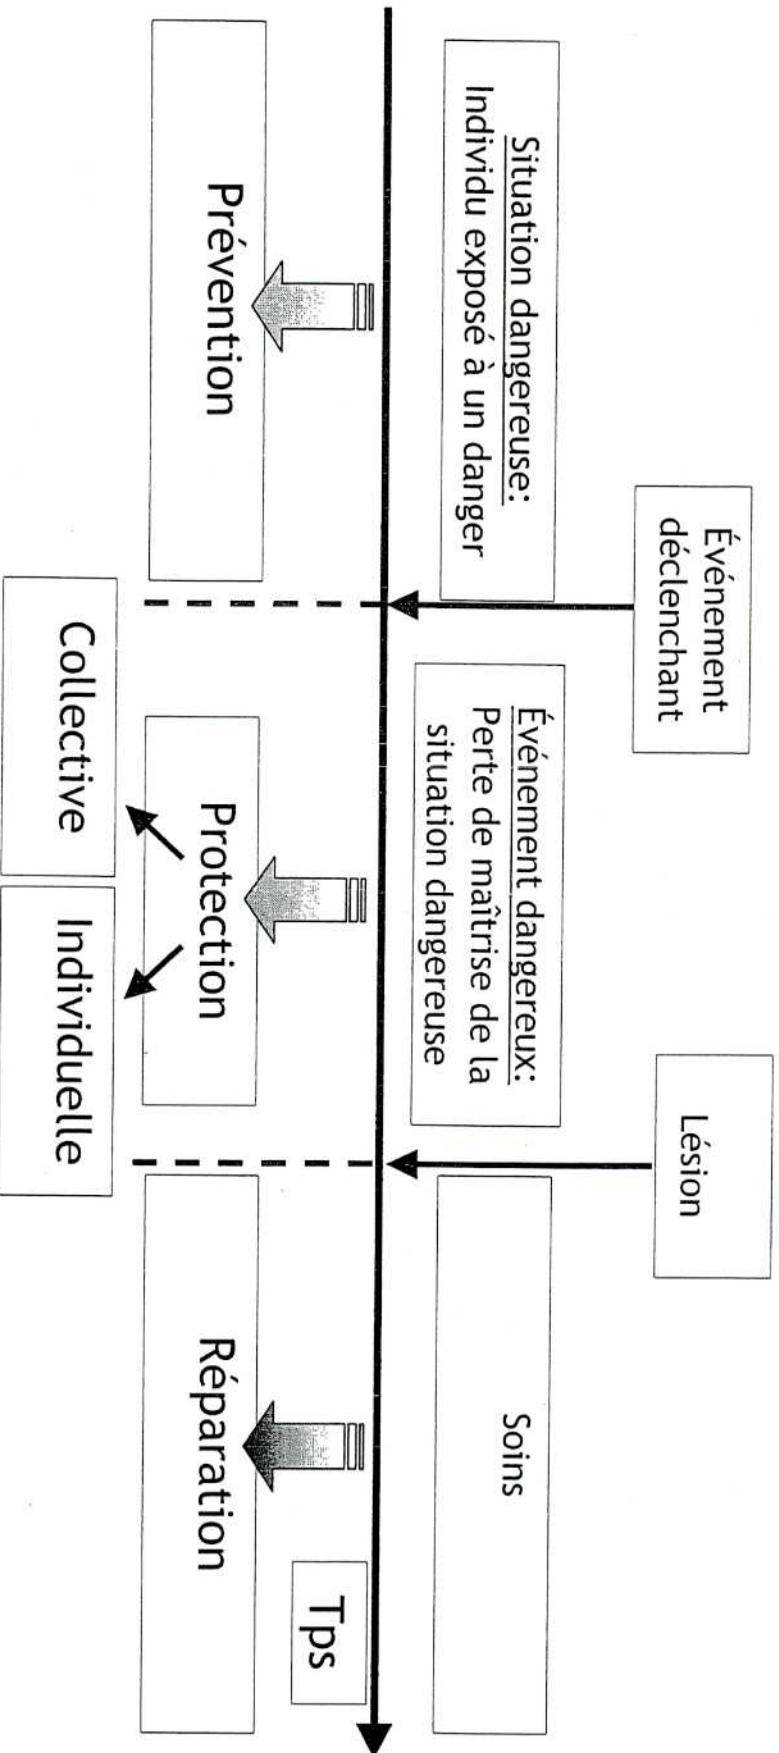 Événement
déclenchant
Lésion
Situation dangereuse:
Individu exposé à un danger
Événement dangereux:
Perte de maîtrise de la
situation dangereuse
Soins
Tps
Prévention
Protection
Réparation
Collective
Individuelle